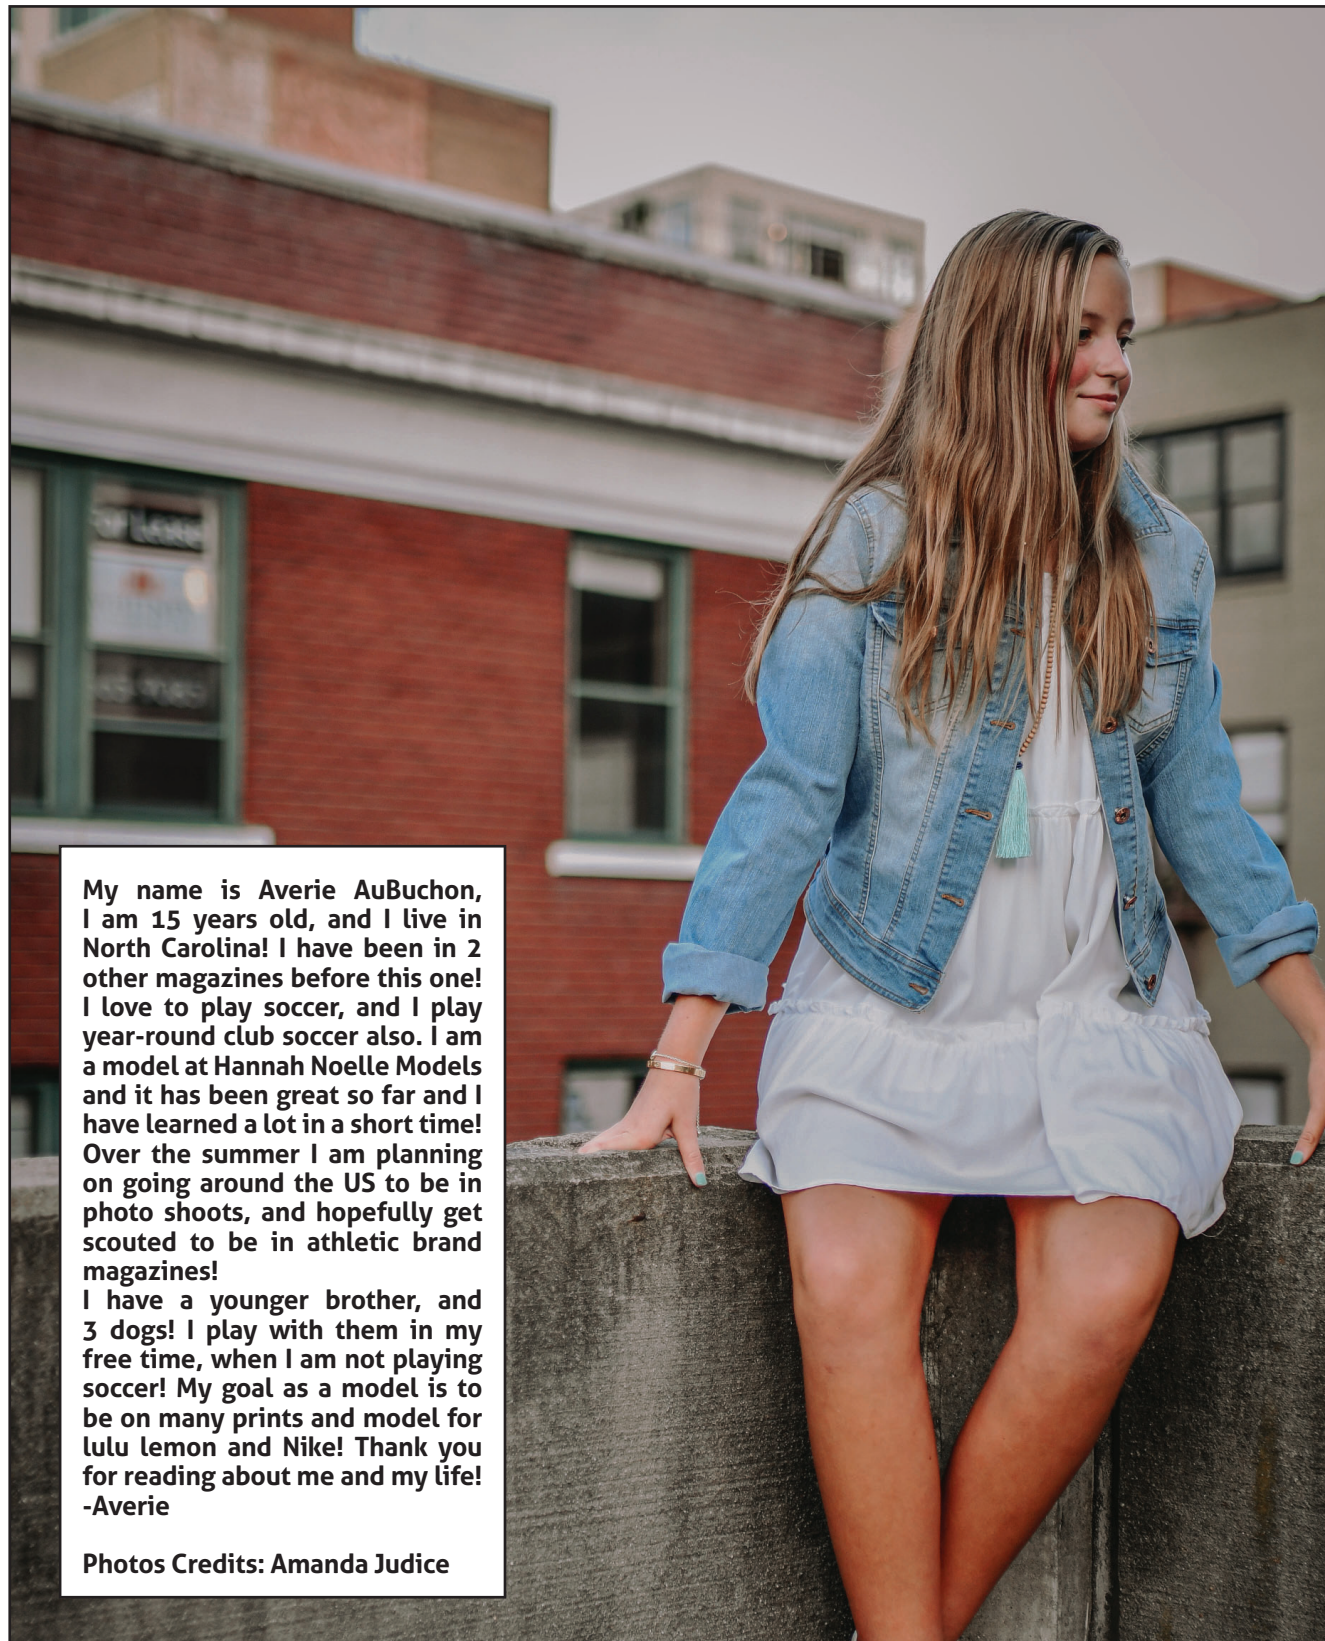 My name is Averie AuBuchon,
I am 15 years old, and I live in
North Carolina! I have been in 2
other magazines before this one!
I love to play soccer, and I play
year-round club soccer also. I am
a model at Hannah Noelle Models
and it has been great so far and I
have learned a lot in a short time!
Over the summer I am planning
on going around the US to be in
photo shoots, and hopefully get
scouted to be in athletic brand
magazines!
I have a younger brother, and
3 dogs! I play with them in my
free time, when I am not playing
soccer! My goal as a model is to
be on many prints and model for
lulu lemon and Nike! Thank you
for reading about me and my life!
-Averie
Photos Credits: Amanda Judice